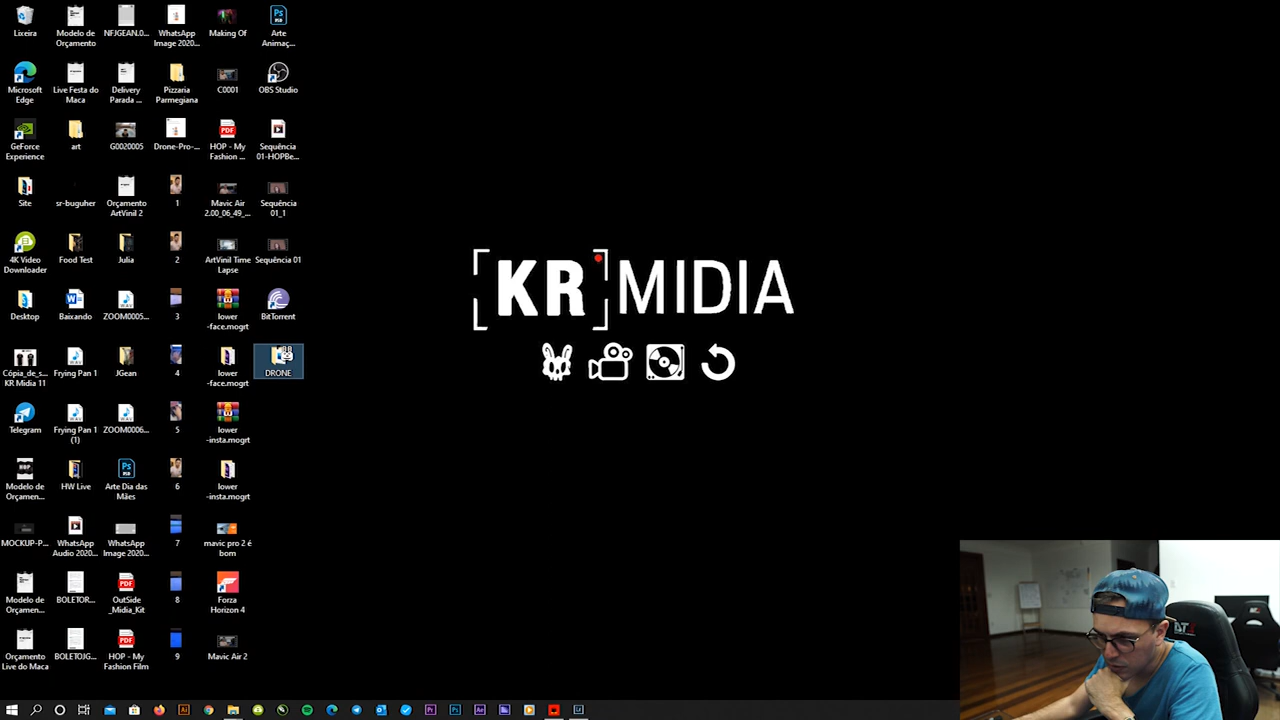 Lixeira
Modelo de
Orçamento
NFJGEAN.0...
WhatsApp
Image 2020...
Making Of
Arte
Animaç...
Microsoft
Edge
Live Festa do
Maca
Delivery
Parada ...
Pizzaria
Parmegiana
C0001
OBS Studio
GeForce
Experience
art
G0020005
Drone-Pro-...
HOP - My
Fashion ...
Sequência
01-HOPBe...
Site
sr-buguher
Orçamento
ArtVinil 2
1
Mavic Air
2.00_06_49_...
Sequência
01_1
4K Video
Downloader
Food Test
Julia
2
ArtVinil Time
Lapse
Sequência 01
Desktop
Baixando
ZOOM0005...
3
lower
-face.mogrt
BitTorrent
Cópia_de_s...
KR Midia 11
Frying Pan 1
JGean
4
lower
-face.mogrt
DRONE
Telegram
Frying Pan 1
(1)
ZOOM0006...
5
lower
-insta.mogrt
Modelo de
Orçamen...
HW Live
Arte Dia das
Mães
6
lower
-insta.mogrt
MOCKUP-P...
WhatsApp
Audio 2020...
WhatsApp
Image 2020...
7
mavic pro 2 é
bom
Modelo de
Orçamen...
BOLETOR...
OutSide
_Midia_Kit
8
Forza
Horizon 4
Orçamento
Live do Maca
BOLETOJG...
HOP - My
Fashion Film
9
Mavic Air 2
[KR] MIDIA